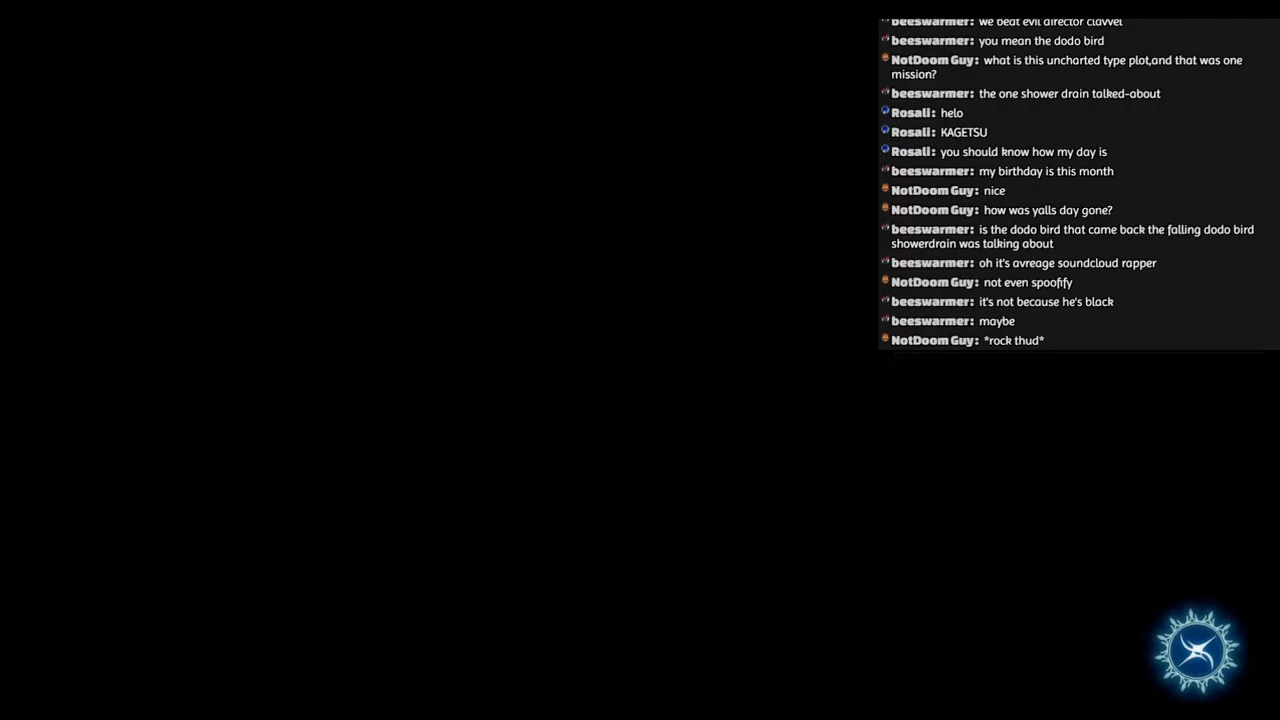 beeswarmer: we beat evil director clavvel
beeswarmer: you mean the dodo bird
NotDoom Guy: what is this uncharted type plot,and that was one
mission?
beeswarmer: the one shower drain talked-about
Rosali: helo
Rosali: KAGETSU
Rosali: you should know how my day is
beeswarmer: my birthday is this month
NotDoom Guy: nice
NotDoom Guy: how was yalls day gone?
beeswarmer: is the dodo bird that came back the falling dodo bird
showerdrain was talking about
beeswarmer: oh it's avreage soundcloud rapper
NotDoom Guy: not even spoofify
beeswarmer: it's not because he's black
beeswarmer: maybe
NotDoom Guy: *rock thud*